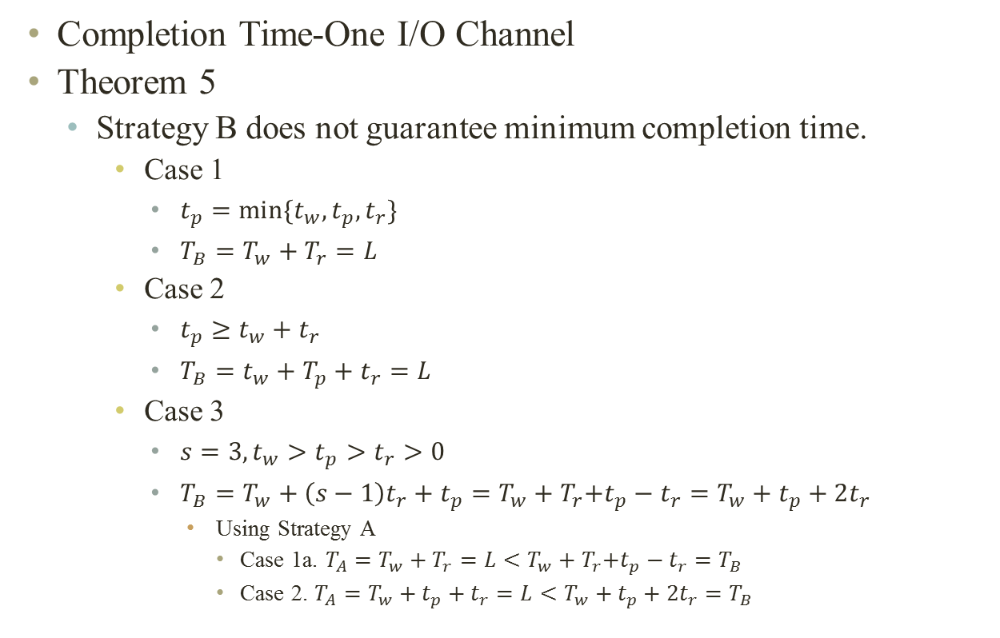 • Completion Time-One I/O Channel
• Theorem 5
• Strategy B does not guarantee minimum completion time.
• Case 1
• $t_p = \min\{t_w, t_p, t_r\}$
• $T_B = T_w + T_r = L$
• Case 2
• $t_p \geq t_w + t_r$
• $T_B = t_w + T_p + t_r = L$
• Case 3
• $s = 3, t_w > t_p > t_r > 0$
• $T_B = T_w + (s - 1)t_r + t_p = T_w + T_r + t_p - t_r = T_w + t_p + 2t_r$
• Using Strategy A
• Case 1a. $T_A = T_w + T_r = L < T_w + T_r + t_p - t_r = T_B$
• Case 2. $T_A = T_w + t_p + t_r = L < T_w + t_p + 2t_r = T_B$